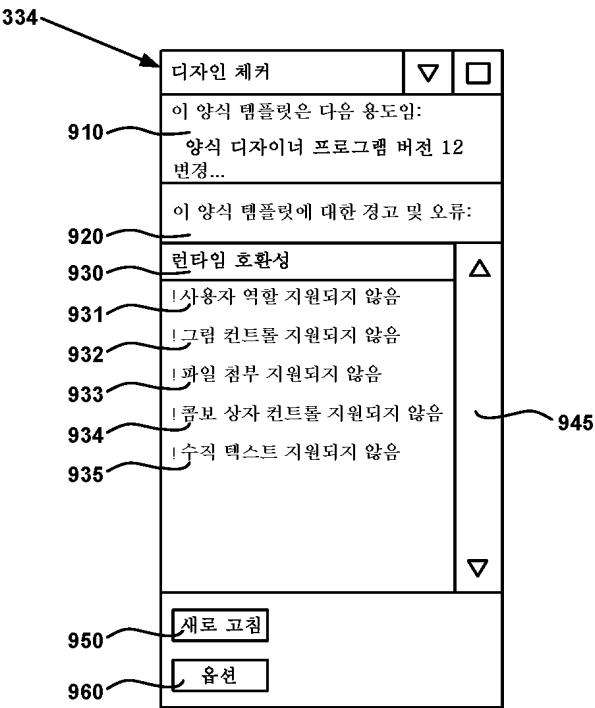 334
디자인 체커
이 양식 템플릿은 다음 용도임:
910
양식 디자이너 프로그램 버전 12
변경...
이 양식 템플릿에 대한 경고 및 오류:
920
런타임 호환성
930
!사용자 역할 지원되지 않음
931
!그림 컨트롤 지원되지 않음
932
!파일 첨부 지원되지 않음
933
!콤보 상자 컨트롤 지원되지 않음
934
945
!수직 텍스트 지원되지 않음
935
새로 고침
950
옵션
960